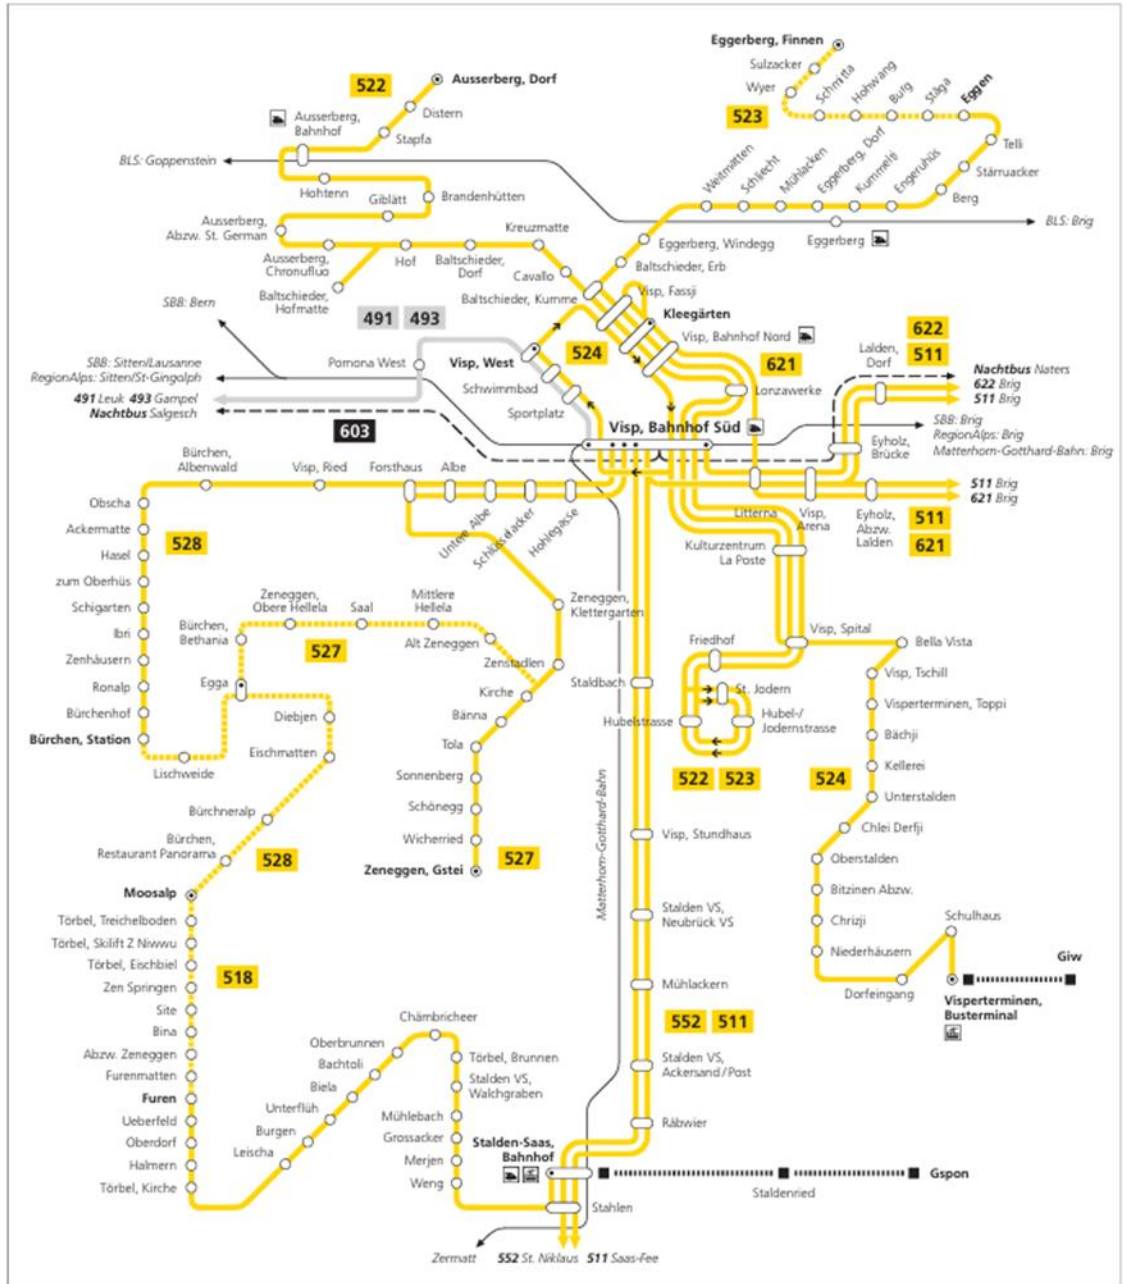 Eggerberg, Finnen
Sulzacker
Wyer
Schmitta
Hohwang
Burg
Stäga
Eggen
523
Telli
Stärruacker
Berg
Weitmitten
Schliecht
Mühlacken
Eggerberg, Dorf
Kummelti
Engeruhüs
BLS: Brig
Eggerberg
Eggerberg, Windegg
Baltschieder, Erb
522
Ausserberg, Dorf
Distern
Stapfa
Ausserberg,
Bahnhof
BLS: Goppenstein
Hohtenn
Giblätt
Brandenhütten
Ausserberg,
Abzw. St. German
Ausserberg,
Chronufluo
Hof
Baltschieder,
Dorf
Kreuzmatte
Cavallo
Baltschieder,
Hofmatte
Baltschieder, Kumme
Visp, Fassji
Kleegärten
Visp, Bahnhof Nord
SBB: Bern
491 493
Pomona West
Visp, West
524
621
622
511
Lalden,
Dorf
Lonzawerke
Schwimmbad
Sportplatz
SBB: Sitten/Lausanne
RegionAlps: Sitten/St-Gingolph
491 Leuk 493 Gampel
Nachtbus Salgesch
603
Visp, Bahnhof Süd
Nachtbus Naters
622 Brig
511 Brig
SBB: Brig
RegionAlps: Brig
Matterhorn-Gotthard-Bahn: Brig
Eyholz,
Brücke
511 Brig
621 Brig
Litterna
Visp,
Arena
Eyholz,
Abzw.
Lalden
511
621
Bürchen,
Albenwald
Visp, Ried
Forsthaus
Albe
Untere Albe
Schlüsselacker
Hohlegasse
Obscha
Ackermatte
Hasel
zum Oberhüs
Schigarten
Ibri
Zenhäusern
Ronalp
Bürchenhof
Bürchen, Station
528
Lischweide
Zeneggen,
Obere Hellela
Saal
Mittlere
Hellela
Bürchen,
Bethania
527
Alt Zeneggen
Egga
Diebjen
Eischmatten
Bürchneralp
Bürchen,
Restaurant Panorama
528
Zeneggen,
Klettergarten
Zenstadlen
Kirche
Bänna
Tola
Sonnenberg
Schönegg
Wicherried
Zeneggen, Gstei
527
Kulturzentrum
La Poste
Visp, Spital
Friedhof
St. Jodern
Hubelstrasse
Hubel-/
Jodernstrasse
522 523
Staldbach
Matterhorn-Gotthard-Bahn
Visp, Stundhaus
Stalden VS,
Neubrück VS
Mühlackern
552 511
Stalden VS,
Ackersand/Post
Räbwier
Bella Vista
Visp, Tschill
Visperterminen, Toppi
Bächji
Kellerei
524
Unterstalden
Chlei Derfji
Oberstalden
Bitzinen Abzw.
Chrizji
Niederhäusern
Dorfeingang
Schulhaus
Giw
Visperterminen,
Busterminal
Moosalp
Törbel, Treichelboden
Törbel, Skilift Z Niwwu
Törbel, Eischbiel
Zen Springen
Site
Bina
Abzw. Zeneggen
Furenmatten
Furen
Ueberfeld
Oberdorf
Halmern
Törbel, Kirche
518
Leischa
Burgen
Unterflüh
Biela
Bachtoli
Oberbrunnen
Chämbricheer
Törbel, Brunnen
Stalden VS,
Walchgraben
Mühlebach
Grossacker
Merjen
Weng
Stalden-Saas,
Bahnhof
Staldenried
Gspon
Stahlen
Zermatt
552 St. Niklaus 511 Saas-Fee